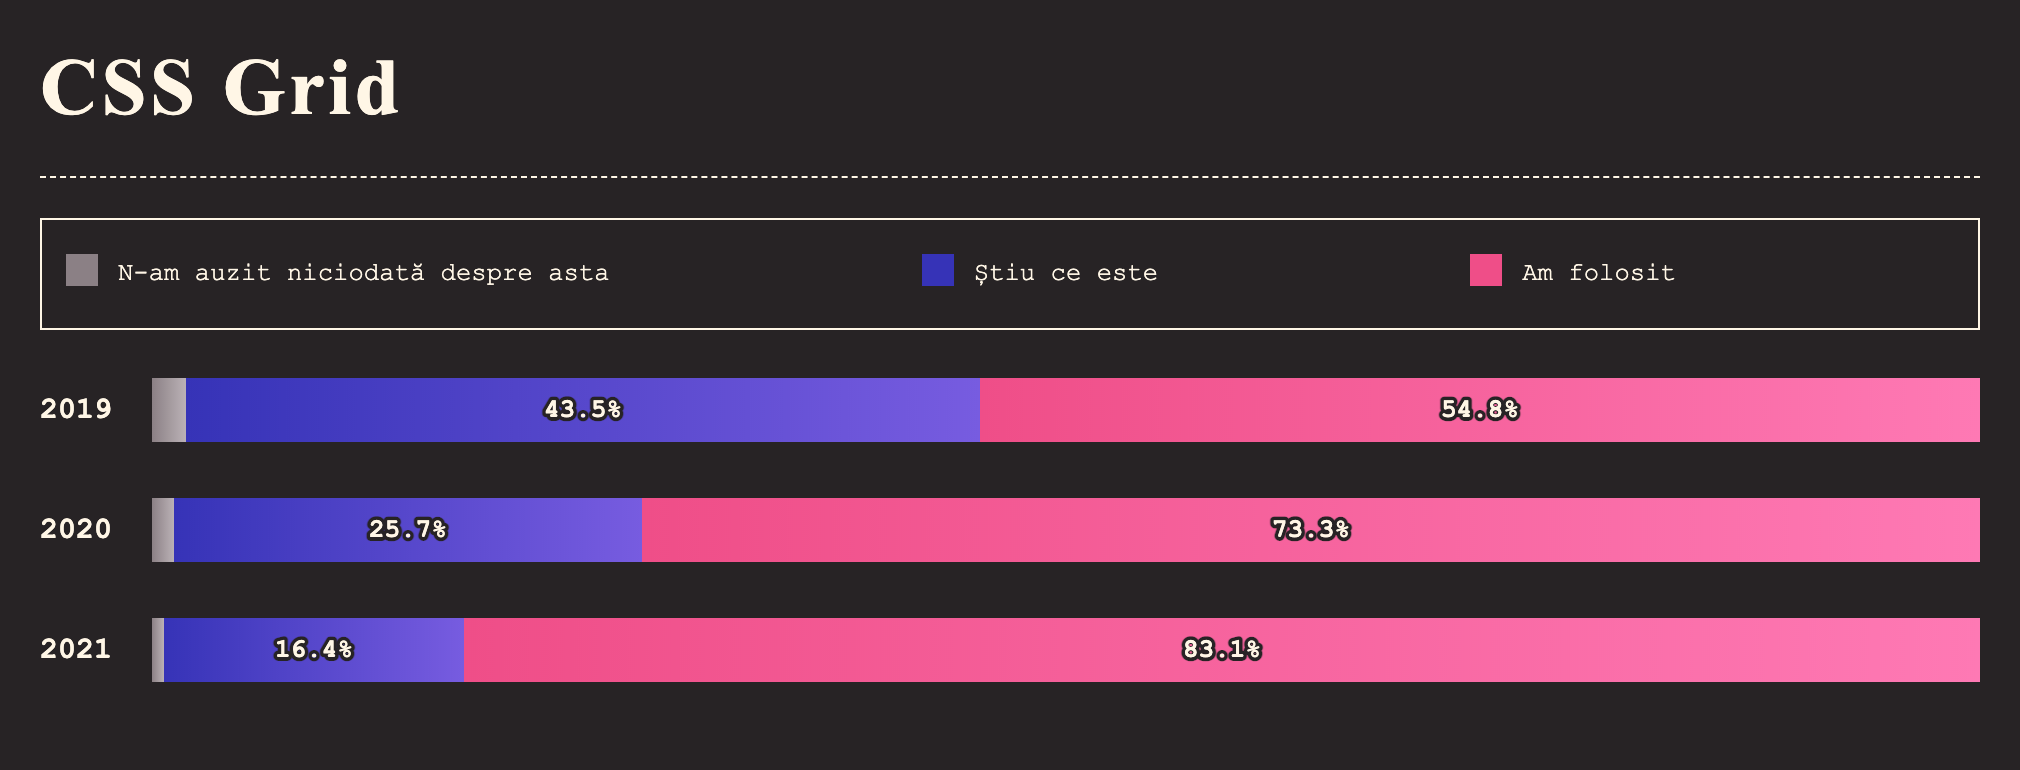 CSS Grid
N-am auzit niciodată despre asta
Știu ce este
Am folosit
2019 43.5% 54.8%
2020 25.7% 73.3%
2021 16.4% 83.1%